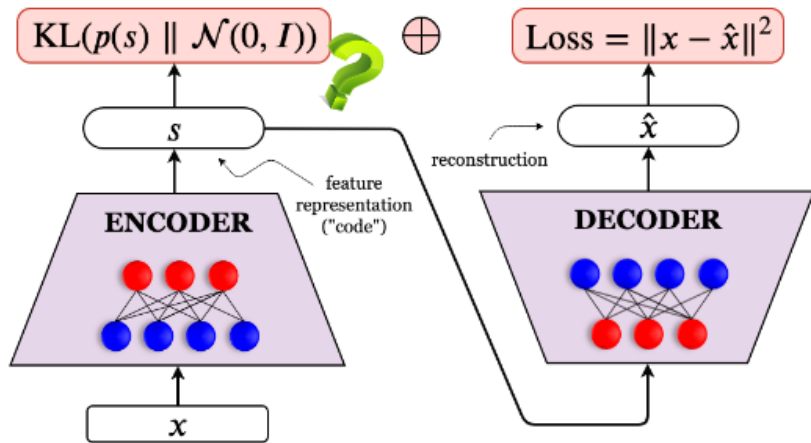 KL(p(s) ∥ 𝒩(0, I))
?
⊕
Loss = ∥x − x̂∥²
s
x̂
reconstruction
feature
representation
("code")
ENCODER
DECODER
x